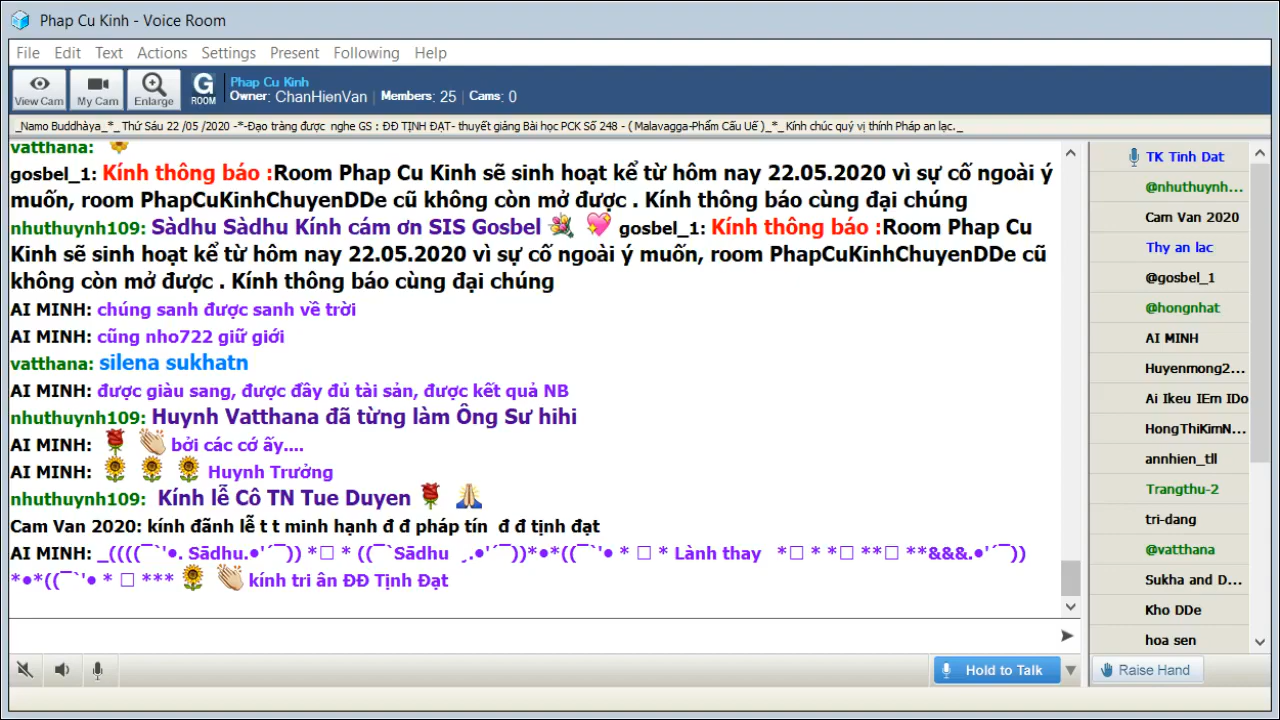 Phap Cu Kinh - Voice Room
File Edit Text Actions Settings Present Following Help
View Cam My Cam Enlarge G ROOM
Phap Cu Kinh
Owner: ChanHienVan Members: 25 Cams: 0
_Namo Buddhàya_*_ Thứ Sáu 22 /05 /2020 -*-Đạo tràng được nghe GS : ĐĐ TỊNH ĐẠT- thuyết giảng Bài học PCK Số 248 - ( Malavagga-Phẩm Cấu Uế )_*_ Kính chúc quý vị thính Pháp an lạc._
vatthana:
gosbel_1: Kính thông báo :Room Phap Cu Kinh sẽ sinh hoạt kể từ hôm nay 22.05.2020 vì sự cố ngoài ý
muốn, room PhapCuKinhChuyenDDe cũ không còn mở được . Kính thông báo cùng đại chúng
nhuthuynh109: Sàdhu Sàdhu Kính cám ơn SIS Gosbel 💐 💖 gosbel_1: Kính thông báo :Room Phap Cu
Kinh sẽ sinh hoạt kể từ hôm nay 22.05.2020 vì sự cố ngoài ý muốn, room PhapCuKinhChuyenDDe cũ
không còn mở được . Kính thông báo cùng đại chúng
AI MINH: chúng sanh được sanh về trời
AI MINH: cũng nho722 giữ giới
vatthana: silena sukhatn
AI MINH: được giàu sang, được đầy đủ tài sản, được kết quả NB
nhuthuynh109: Huynh Vatthana đã từng làm Ông Sư hihi
AI MINH: 🌹 👏 bởi các cớ ấy....
AI MINH: 🌻 🌻 🌻 Huynh Trưởng
nhuthuynh109: Kính lễ Cô TN Tue Duyen 🌹 🙏
Cam Van 2020: kính đãnh lễ t t minh hạnh đ đ pháp tín đ đ tịnh đạt
AI MINH: _((((¯`'●. Sādhu.●'´¯)) *□ * ((¯`Sādhu ¸.●'´¯))*●*((¯`'● * □ * Lành thay *□ * *□ **□ **&&&.●'´¯))
*●*((¯`'● * □ *** 🌻 👏 kính tri ân ĐĐ Tịnh Đạt
TK Tinh Dat
@nhuthuynh...
Cam Van 2020
Thy an lac
@gosbel_1
@hongnhat
AI MINH
Huyenmong2...
Ai Ikeu IEm IDo
HongThiKimN...
annhien_tll
Trangthu-2
tri-dang
@vatthana
Sukha and D...
Kho DDe
hoa sen
Hold to Talk
Raise Hand